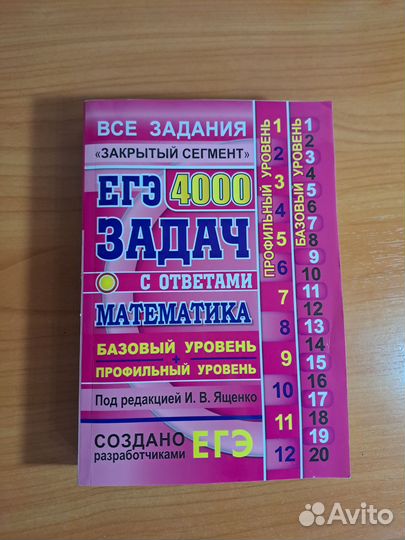 ВСЕ ЗАДАНИЯ
«ЗАКРЫТЫЙ СЕГМЕНТ»
ЕГЭ 4000
ЗАДАЧ
С ОТВЕТАМИ
МАТЕМАТИКА
БАЗОВЫЙ УРОВЕНЬ
+
ПРОФИЛЬНЫЙ УРОВЕНЬ
Под редакцией И. В. Ященко
СОЗДАНО
разработчиками ЕГЭ
ПРОФИЛЬНЫЙ УРОВЕНЬ
1
2
3
4
5
6
7
8
9
10
11
12
БАЗОВЫЙ УРОВЕНЬ
1
2
3
4
5
6
7
8
9
10
11
12
13
14
15
16
17
18
19
20
Avito